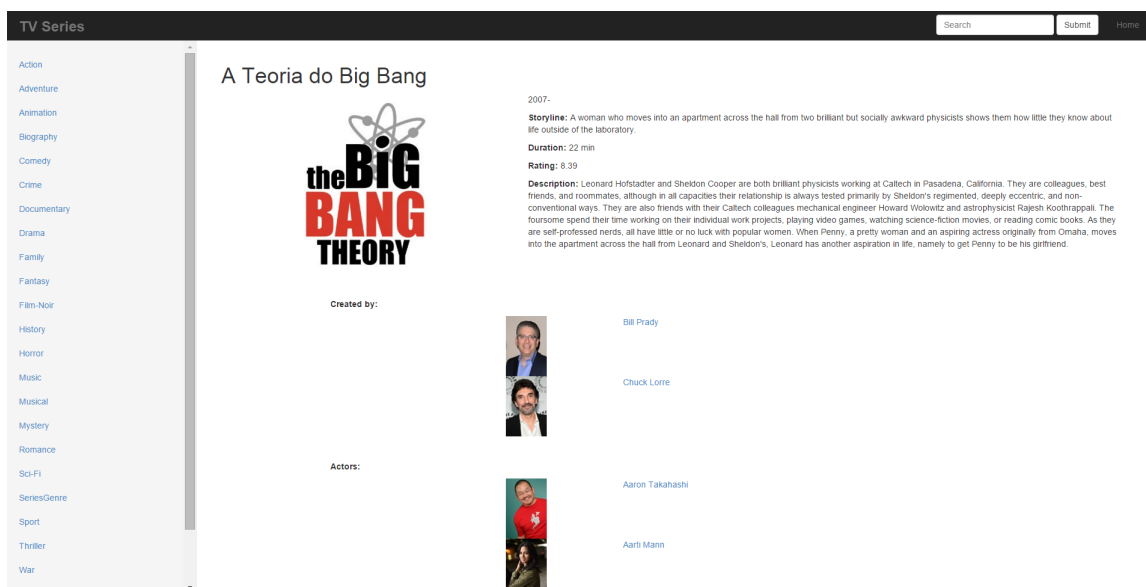 TV Series
Search
Submit
Home
Action
Adventure
Animation
Biography
Comedy
Crime
Documentary
Drama
Family
Fantasy
Film-Noir
History
Horror
Music
Musical
Mystery
Romance
Sci-Fi
SeriesGenre
Sport
Thriller
War
A Teoria do Big Bang
the BiG
BANG
THEORY
2007-
Storyline: A woman who moves into an apartment across the hall from two brilliant but socially awkward physicists shows them how little they know about
life outside of the laboratory.
Duration: 22 min
Rating: 8.39
Description: Leonard Hofstadter and Sheldon Cooper are both brilliant physicists working at Caltech in Pasadena, California. They are colleagues, best
friends, and roommates, although in all capacities their relationship is always tested primarily by Sheldon's regimented, deeply eccentric, and non-
conventional ways. They are also friends with their Caltech colleagues mechanical engineer Howard Wolowitz and astrophysicist Rajesh Koothrappali. The
foursome spend their time working on their individual work projects, playing video games, watching science-fiction movies, or reading comic books. As they
are self-professed nerds, all have little or no luck with popular women. When Penny, a pretty woman and an aspiring actress originally from Omaha, moves
into the apartment across the hall from Leonard and Sheldon's, Leonard has another aspiration in life, namely to get Penny to be his girlfriend.
Created by:
Bill Prady
Chuck Lorre
Actors:
Aaron Takahashi
Aarti Mann